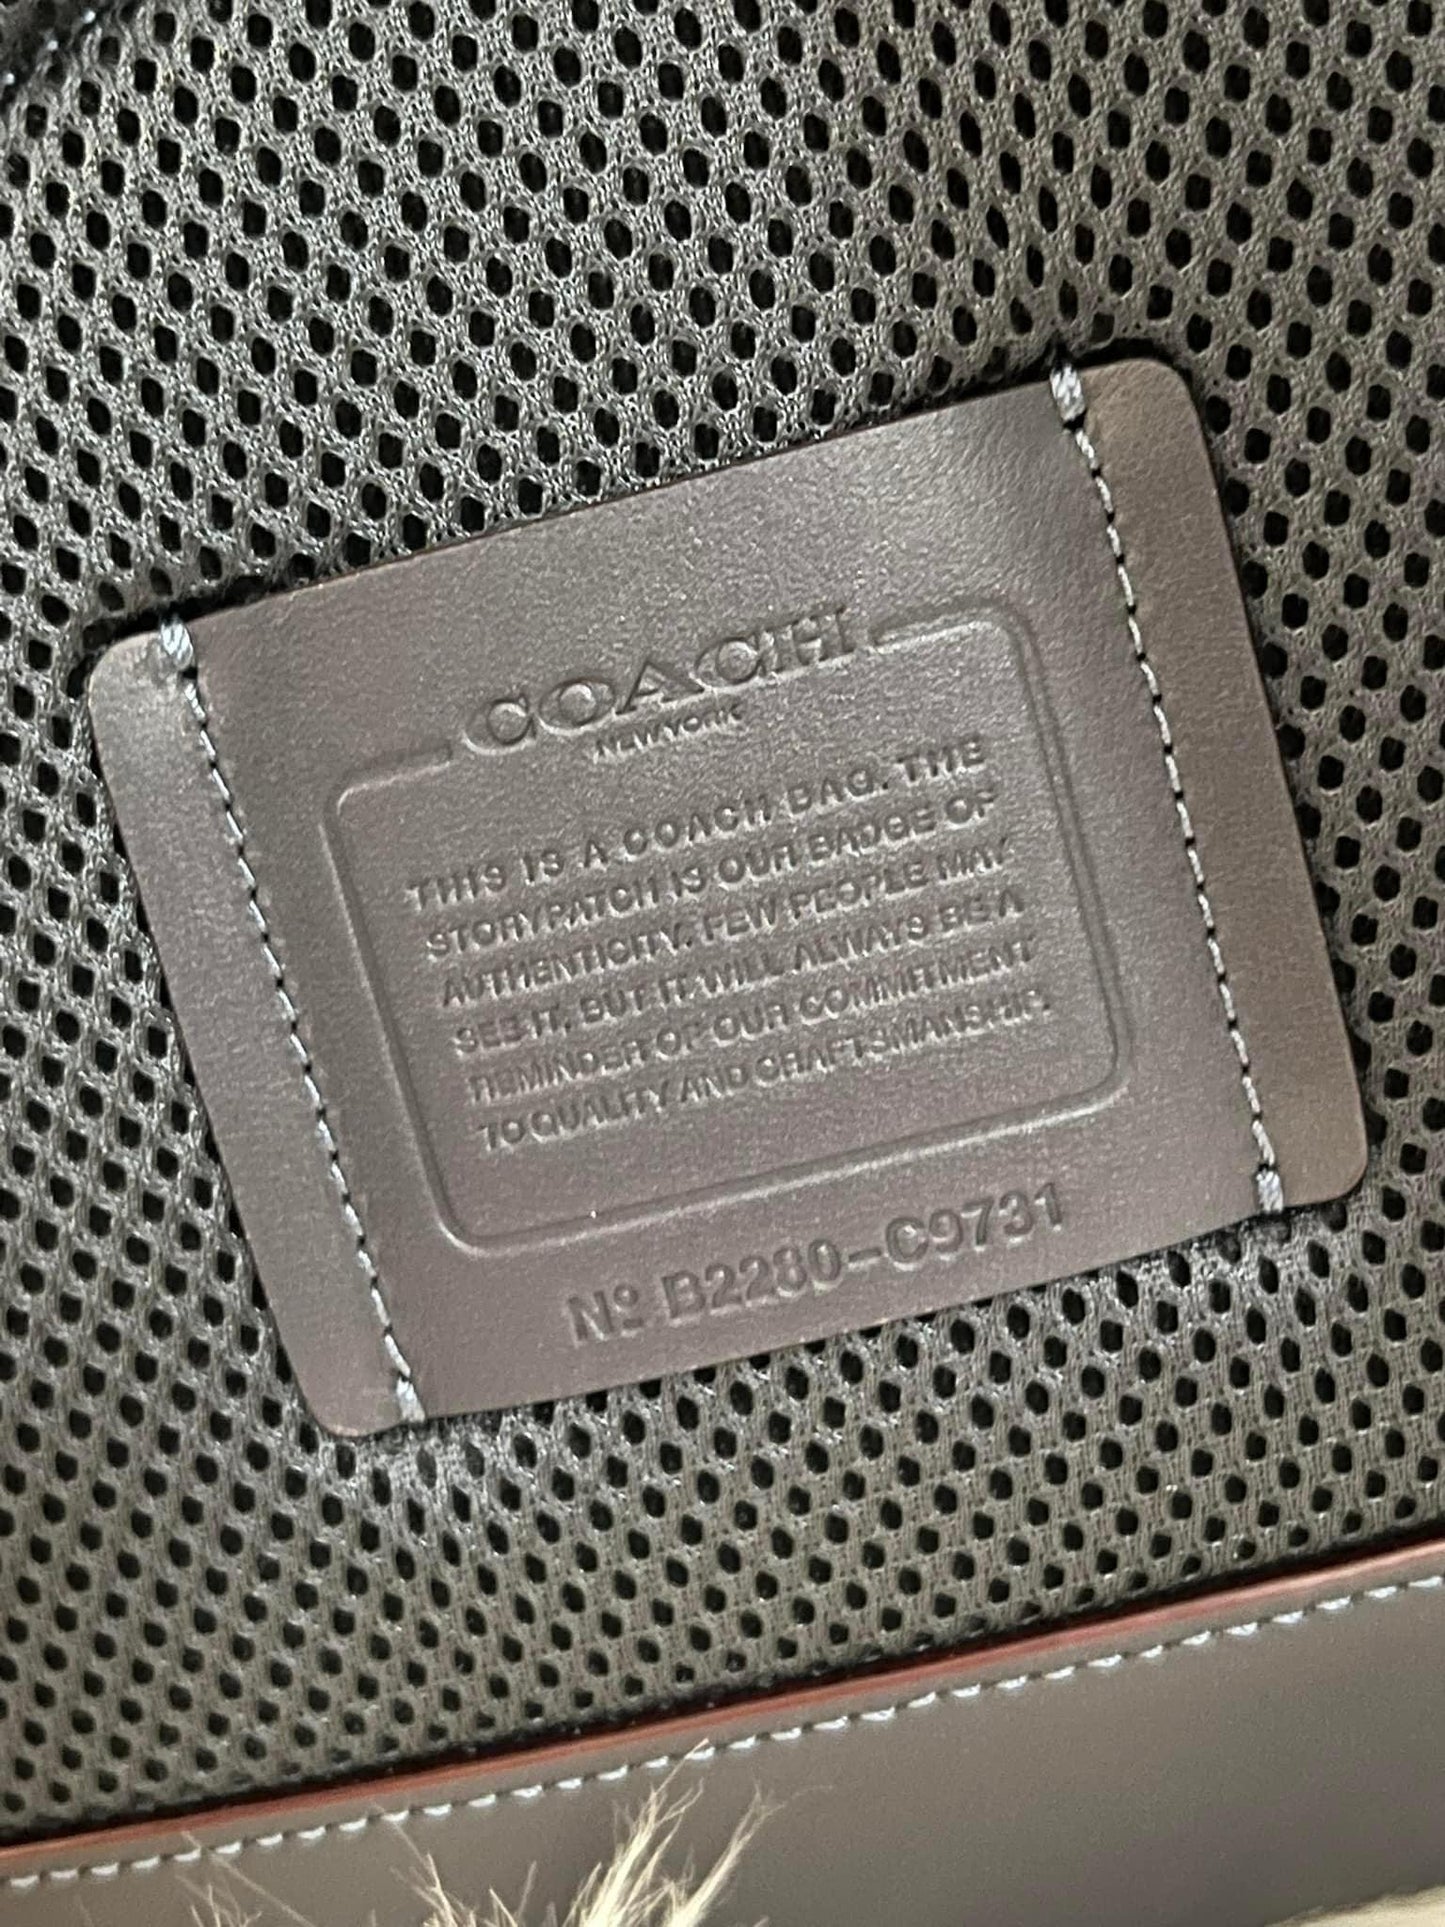 COACH
NEW YORK
THIS IS A COACH BAG. THE
STORYPATCH IS OUR BADGE OF
AUTHENTICITY. FEW PEOPLE MAY
SEE IT, BUT IT WILL ALWAYS BE A
REMINDER OF OUR COMMITMENT
TO QUALITY AND CRAFTSMANSHIP.
Nº B2280-C9731